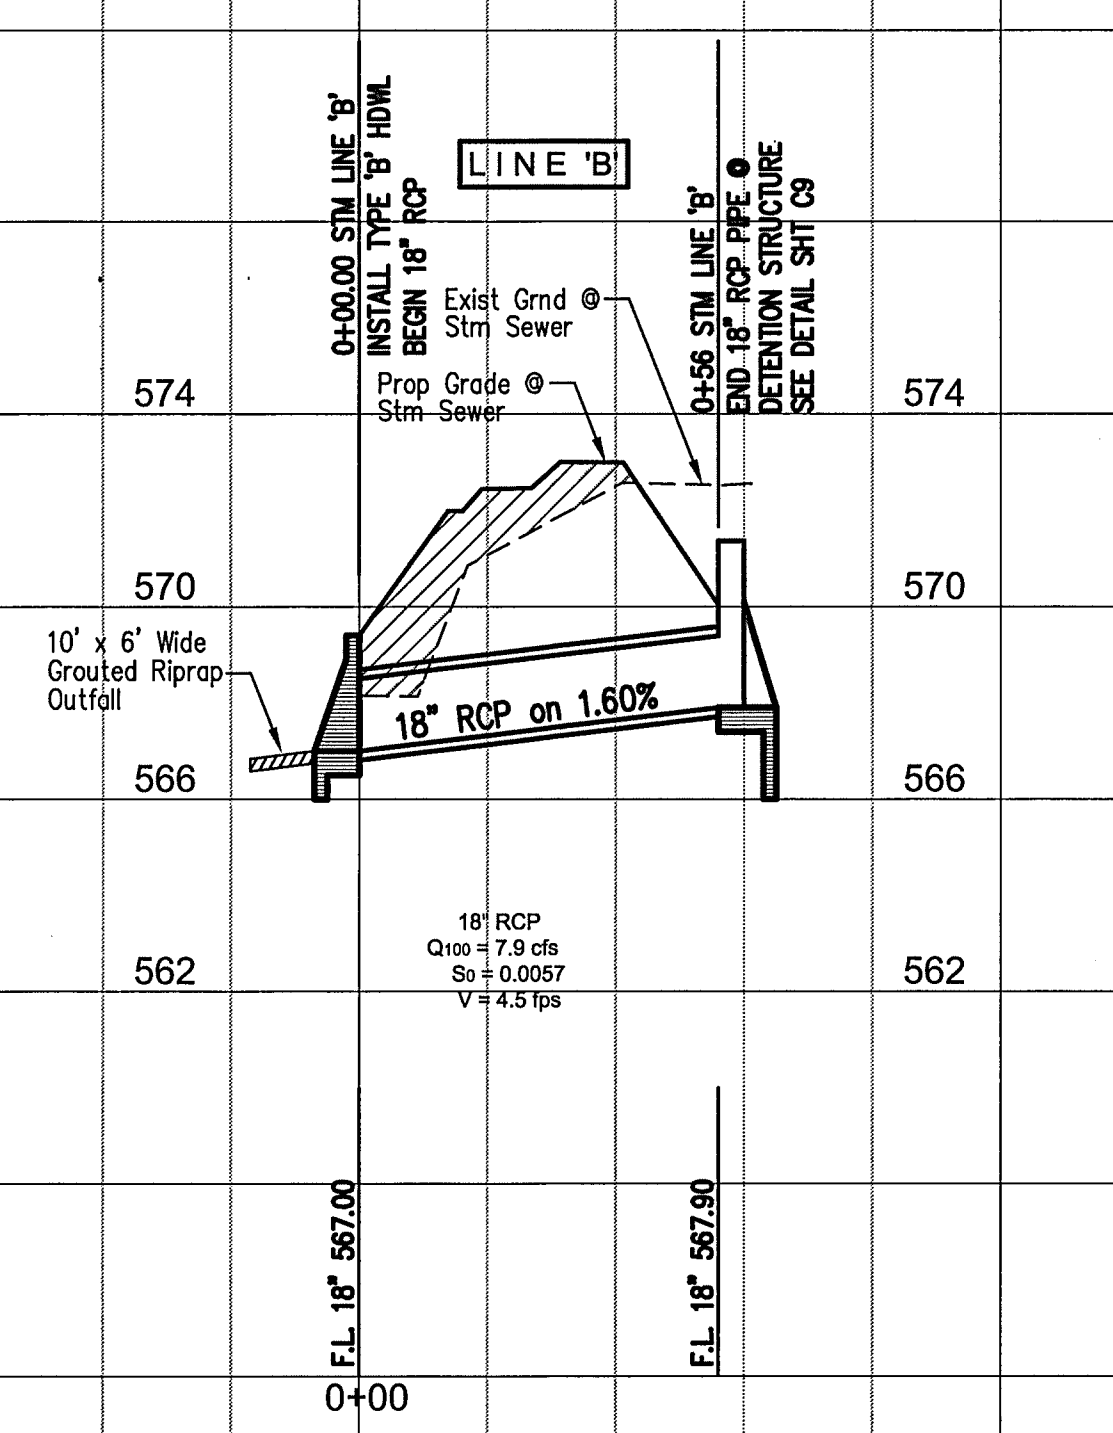 0+00.00 STM LINE 'B'
INSTALL TYPE 'B' HDWL
BEGIN 18" RCP
LINE 'B'
0+56 STM LINE 'B'
END 18" RCP PIPE @
DETENTION STRUCTURE
SEE DETAIL SHT C9
Exist Grnd @
Stm Sewer
Prop Grade @
Stm Sewer
574
574
570
570
10' x 6' Wide
Grouted Riprap
Outfall
18" RCP on 1.60%
566
566
18" RCP
Q100 = 7.9 cfs
So = 0.0057
V = 4.5 fps
562
562
F.L. 18" 567.00
F.L. 18" 567.90
0+00